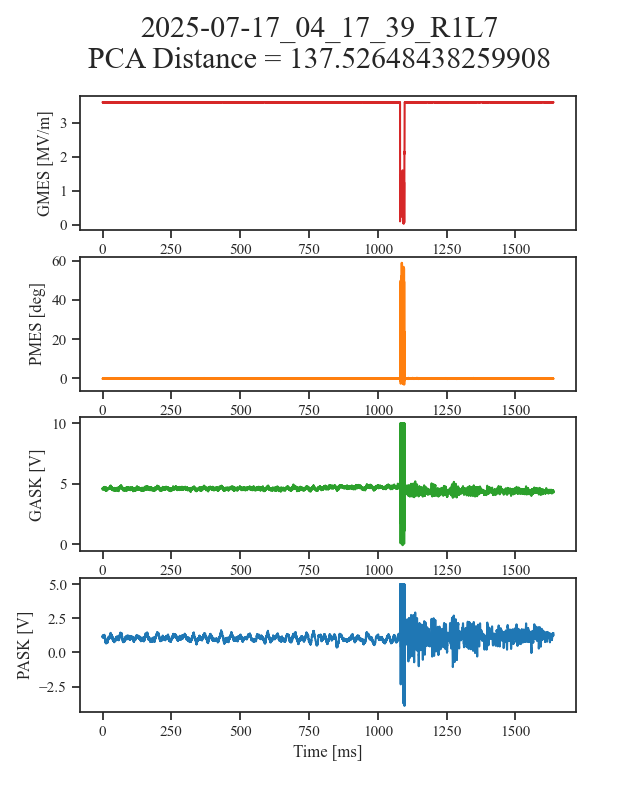 2025-07-17_04_17_39_R1L7
PCA Distance = 137.52648438259908
GMES [MV/m]
3
2
1
0
0 250 500 750 1000 1250 1500
PMES [deg]
60
40
20
0
0 250 500 750 1000 1250 1500
GASK [V]
10
5
0
0 250 500 750 1000 1250 1500
PASK [V]
5.0
2.5
0.0
−2.5
0 250 500 750 1000 1250 1500
Time [ms]